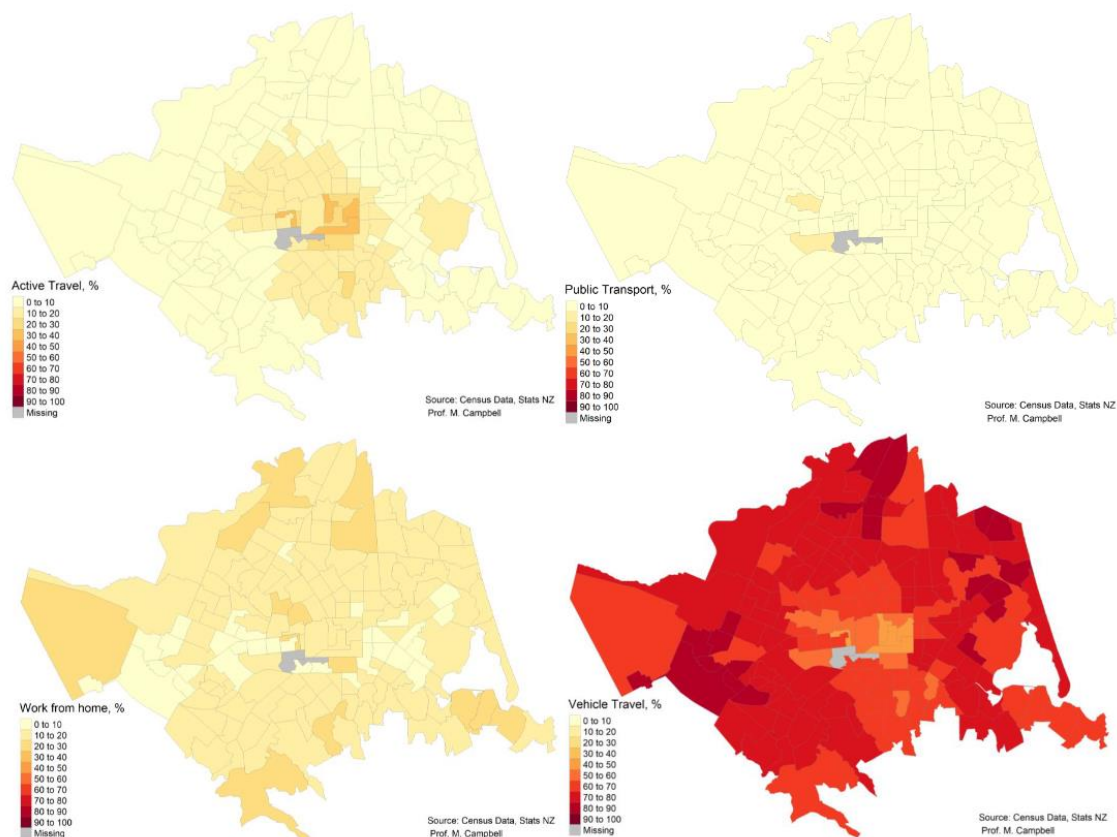 Active Travel, %
0 to 10
10 to 20
20 to 30
30 to 40
40 to 50
50 to 60
60 to 70
70 to 80
80 to 90
90 to 100
Missing
Source: Census Data, Stats NZ
Prof. M. Campbell
Public Transport, %
0 to 10
10 to 20
20 to 30
30 to 40
40 to 50
50 to 60
60 to 70
70 to 80
80 to 90
90 to 100
Missing
Source: Census Data, Stats NZ
Prof. M. Campbell
Work from home, %
0 to 10
10 to 20
20 to 30
30 to 40
40 to 50
50 to 60
60 to 70
70 to 80
80 to 90
90 to 100
Missing
Source: Census Data, Stats NZ
Prof. M. Campbell
Vehicle Travel, %
0 to 10
10 to 20
20 to 30
30 to 40
40 to 50
50 to 60
60 to 70
70 to 80
80 to 90
90 to 100
Missing
Source: Census Data, Stats NZ
Prof. M. Campbell